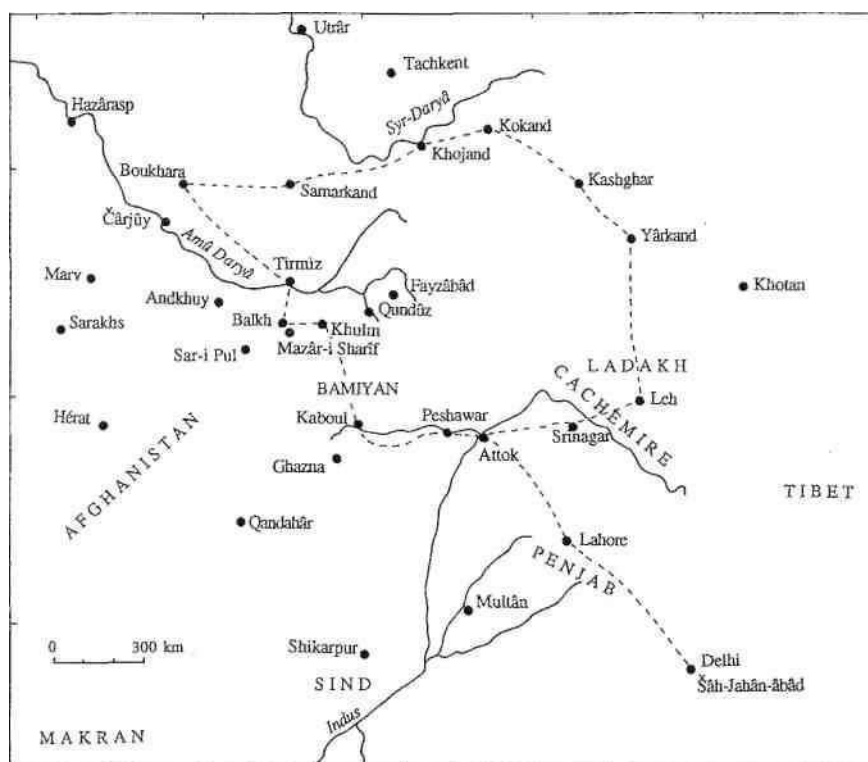 Utrâr
Tachkent
Hazârasp
Syr-Daryâ
Kokand
Khojand
Boukhara
Samarkand
Kashghar
Čârjûy
Amû Daryâ
Yârkand
Tirmiz
Marv
Fayzâbâd
Khotan
Andkhuy
Qundûz
Sarakhs
Balkh
Khulm
Mazâr-i Sharîf
Sar-i Pul
LADAKH
BAMIYAN
CACHEMIRE
Leh
Hérat
Kaboul
Peshawar
Srinagar
AFGHANISTAN
Attok
Ghazna
TIBET
Qandahâr
Lahore
PENJAB
Multân
Shikarpur
0 300 km
Delhi
SIND
Šâh-Jahân-âbâd
Indus
MAKRAN